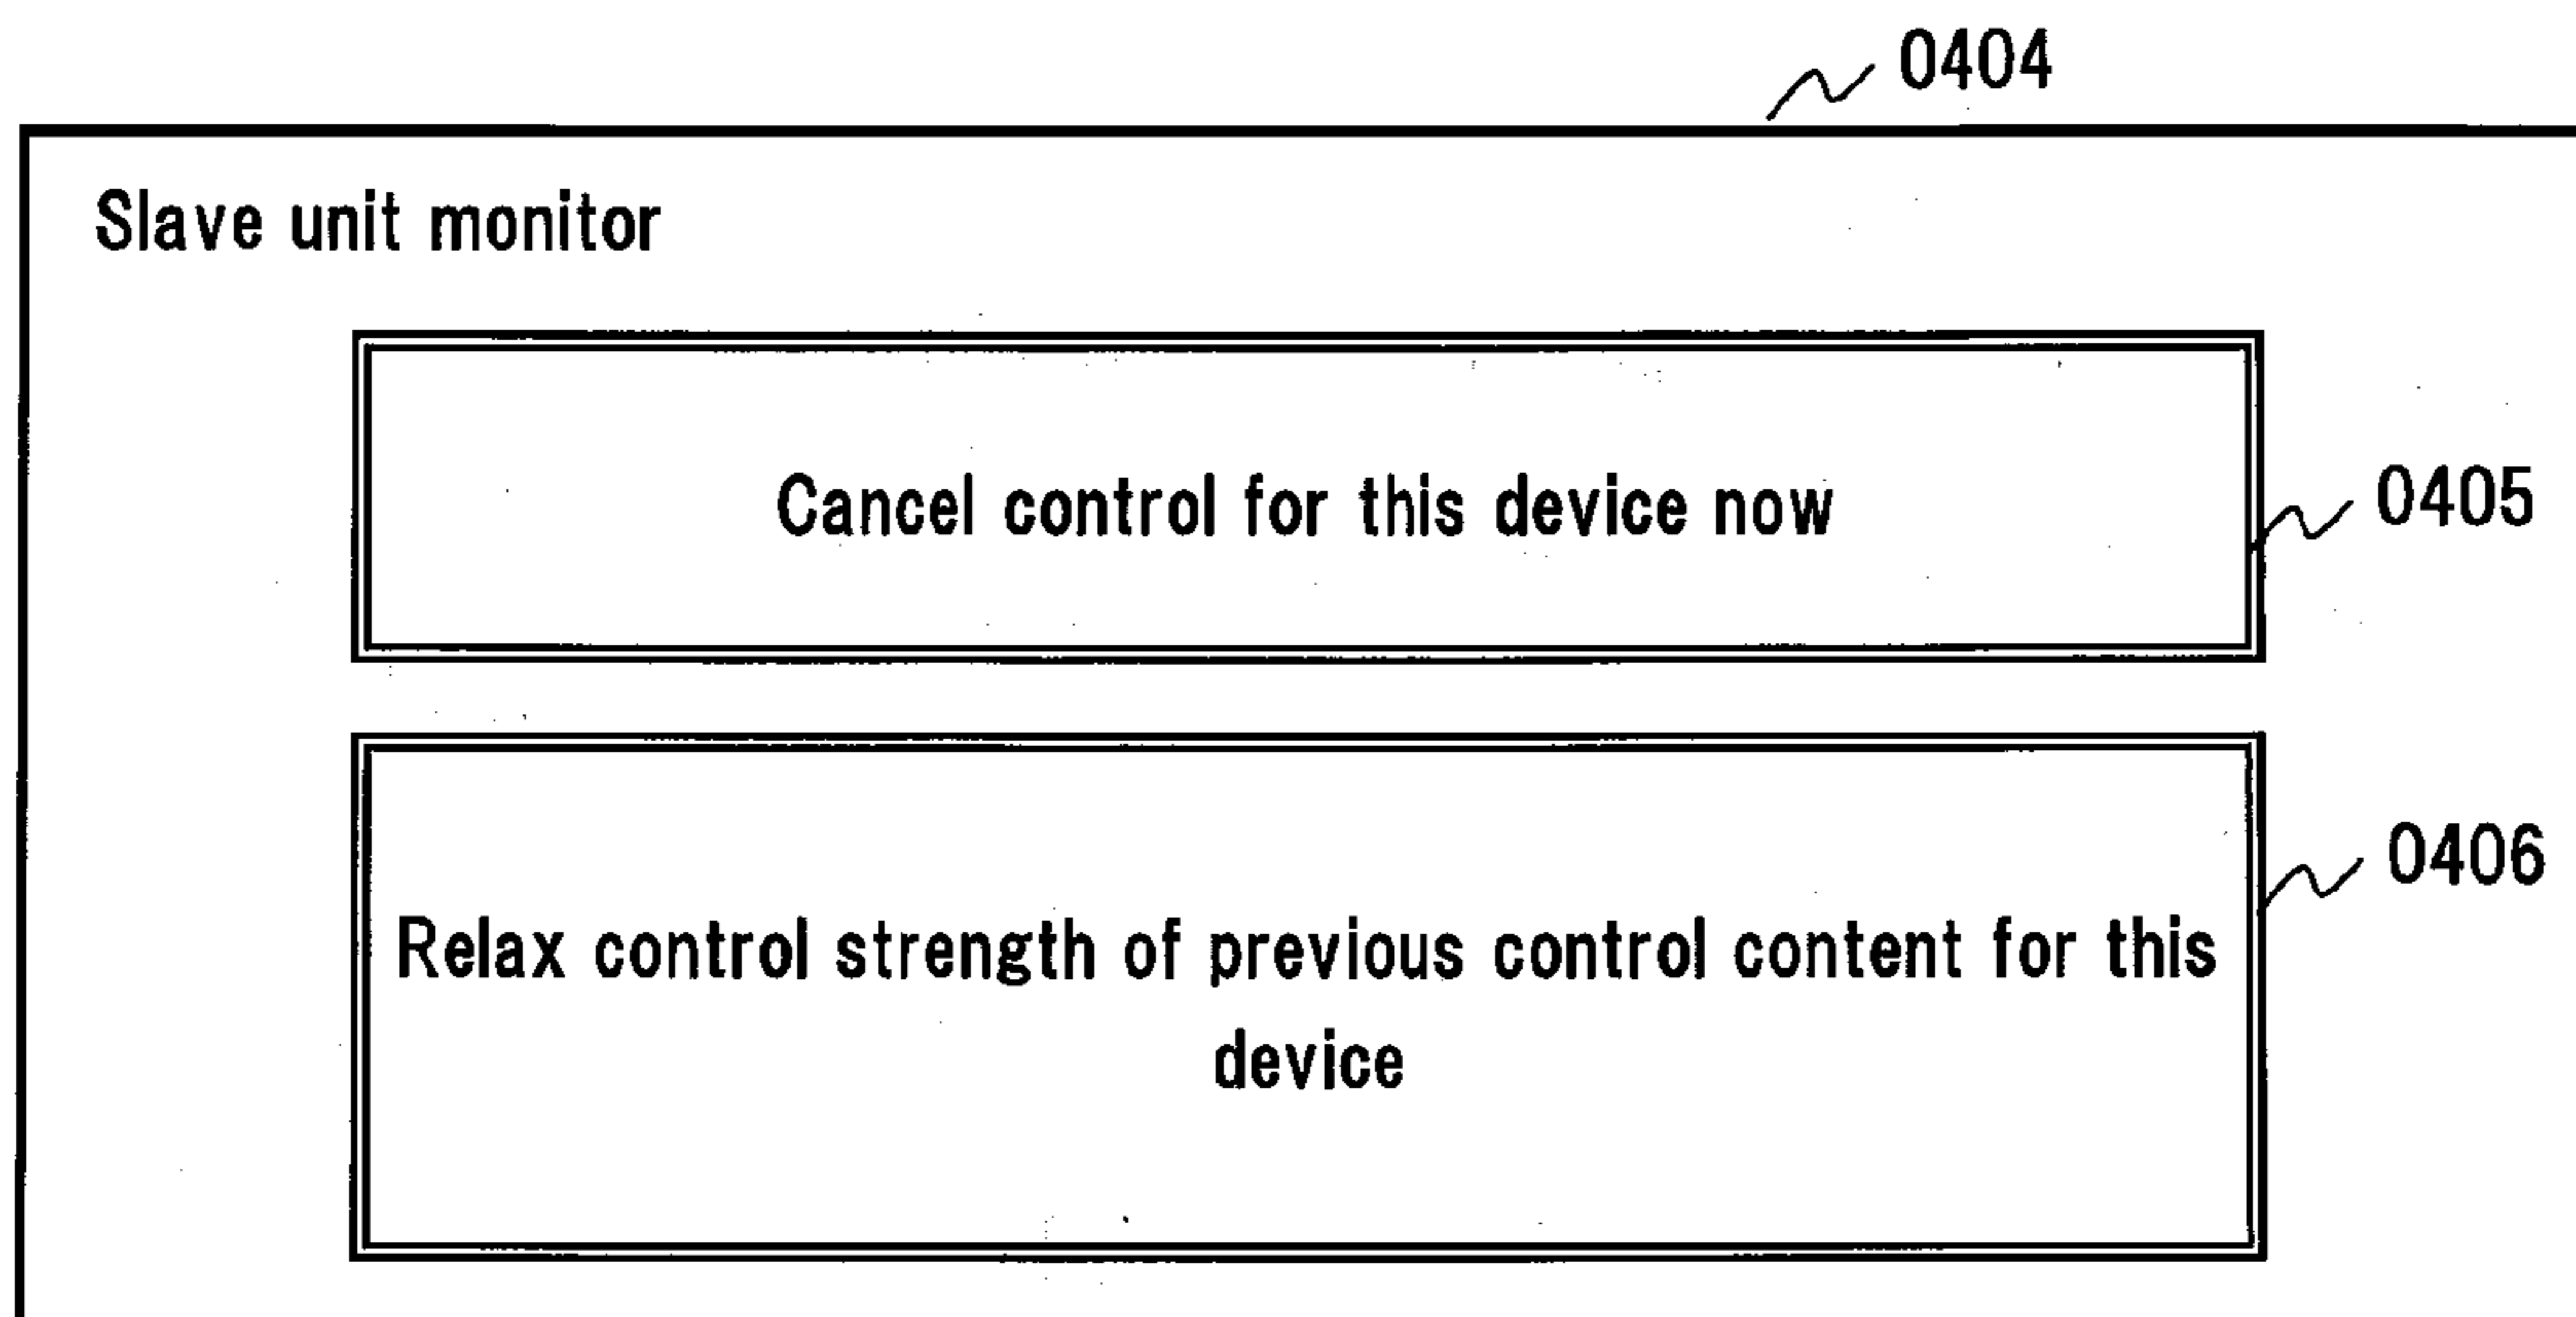 0404
Slave unit monitor
Cancel control for this device now
0405
0406
Relax control strength of previous control content for this
device